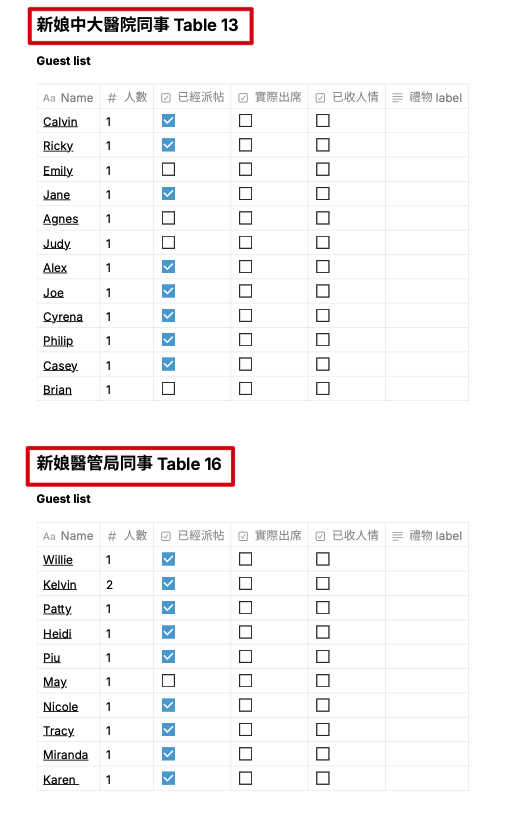 新娘中大醫院同事 Table 13
Guest list
Aa Name # 人數 已經派帖 實際出席 已收人情 禮物 label
Calvin 1
Ricky 1
Emily 1
Jane 1
Agnes 1
Judy 1
Alex 1
Joe 1
Cyrena 1
Philip 1
Casey 1
Brian 1
新娘醫管局同事 Table 16
Guest list
Aa Name # 人數 已經派帖 實際出席 已收人情 禮物 label
Willie 1
Kelvin 2
Patty 1
Heidi 1
Piu 1
May 1
Nicole 1
Tracy 1
Miranda 1
Karen 1